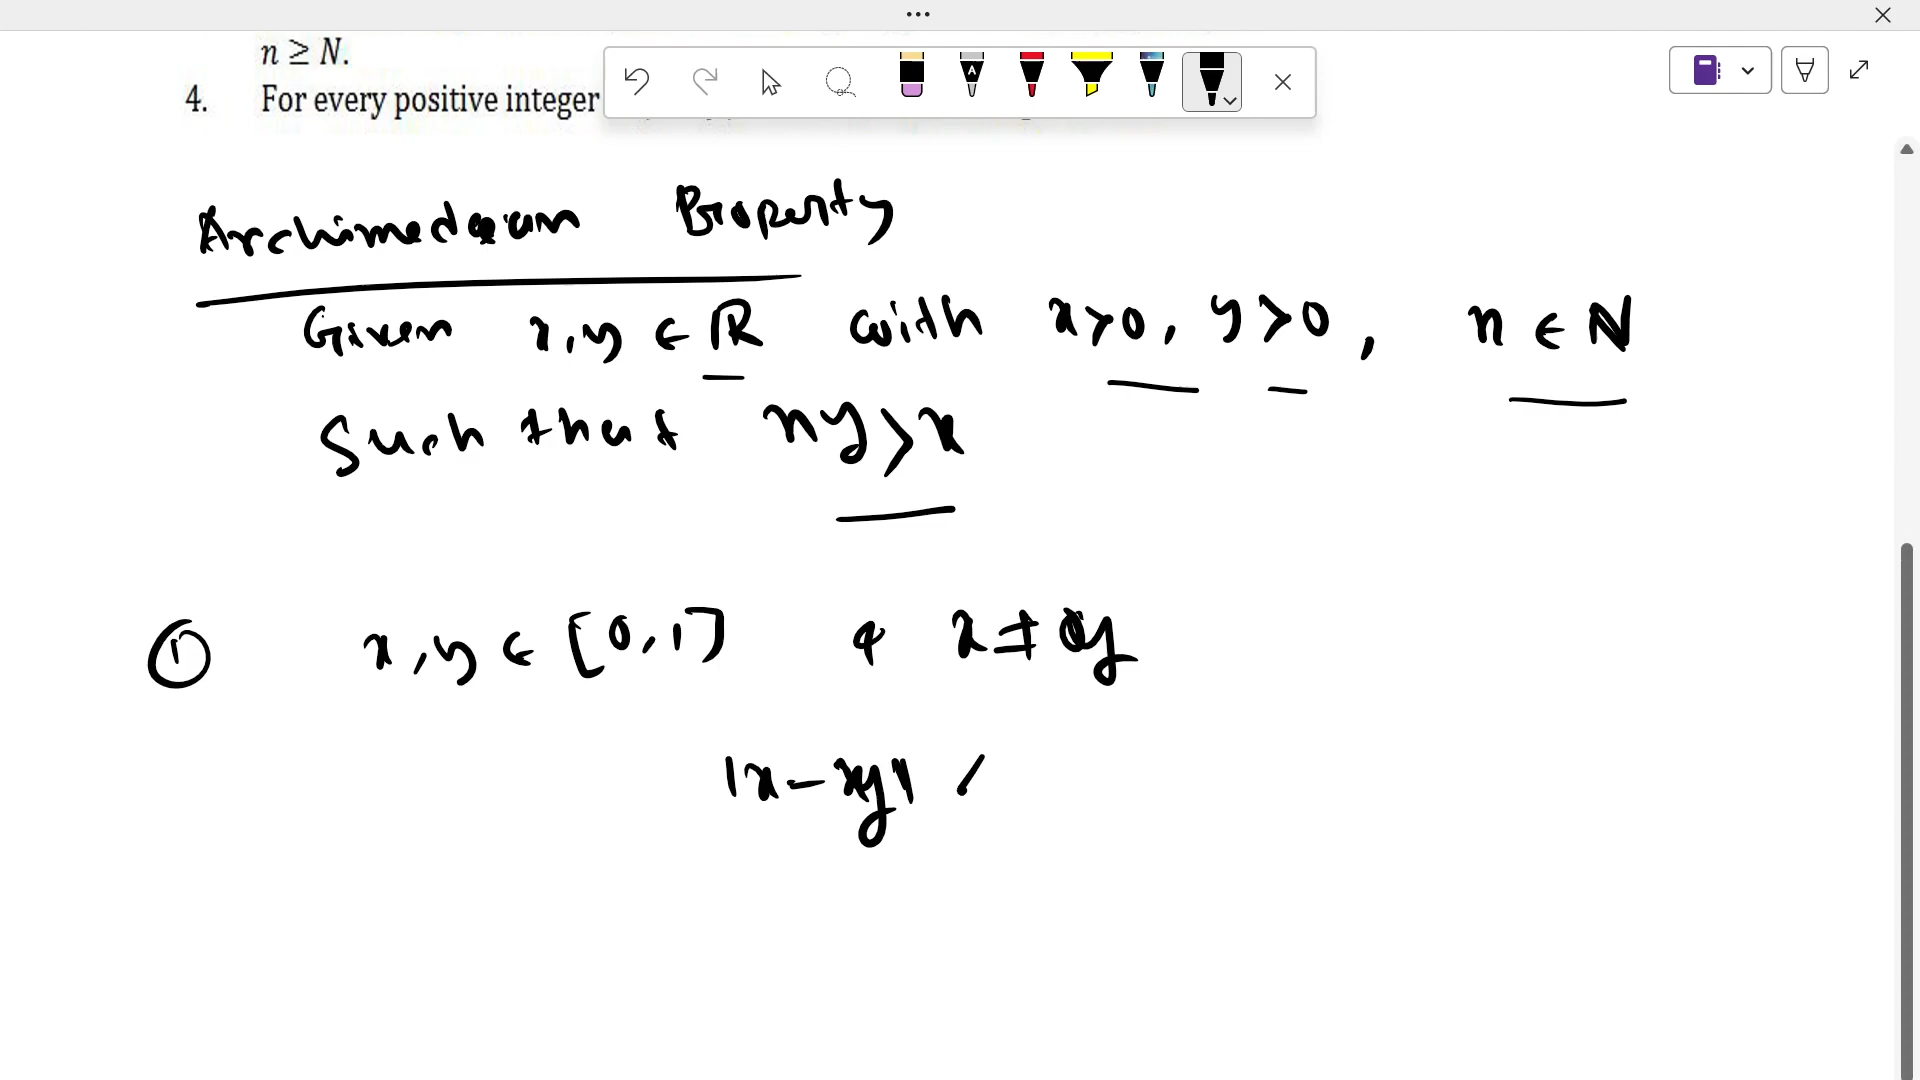 n ≥ N.
4. For every positive integer
Archimedean Property
Given x, y ∈ ℝ with x>0, y>0, n ∈ ℕ
Such that ny>x
① x, y ∈ [0,1] & x ≠ y
|x - y|